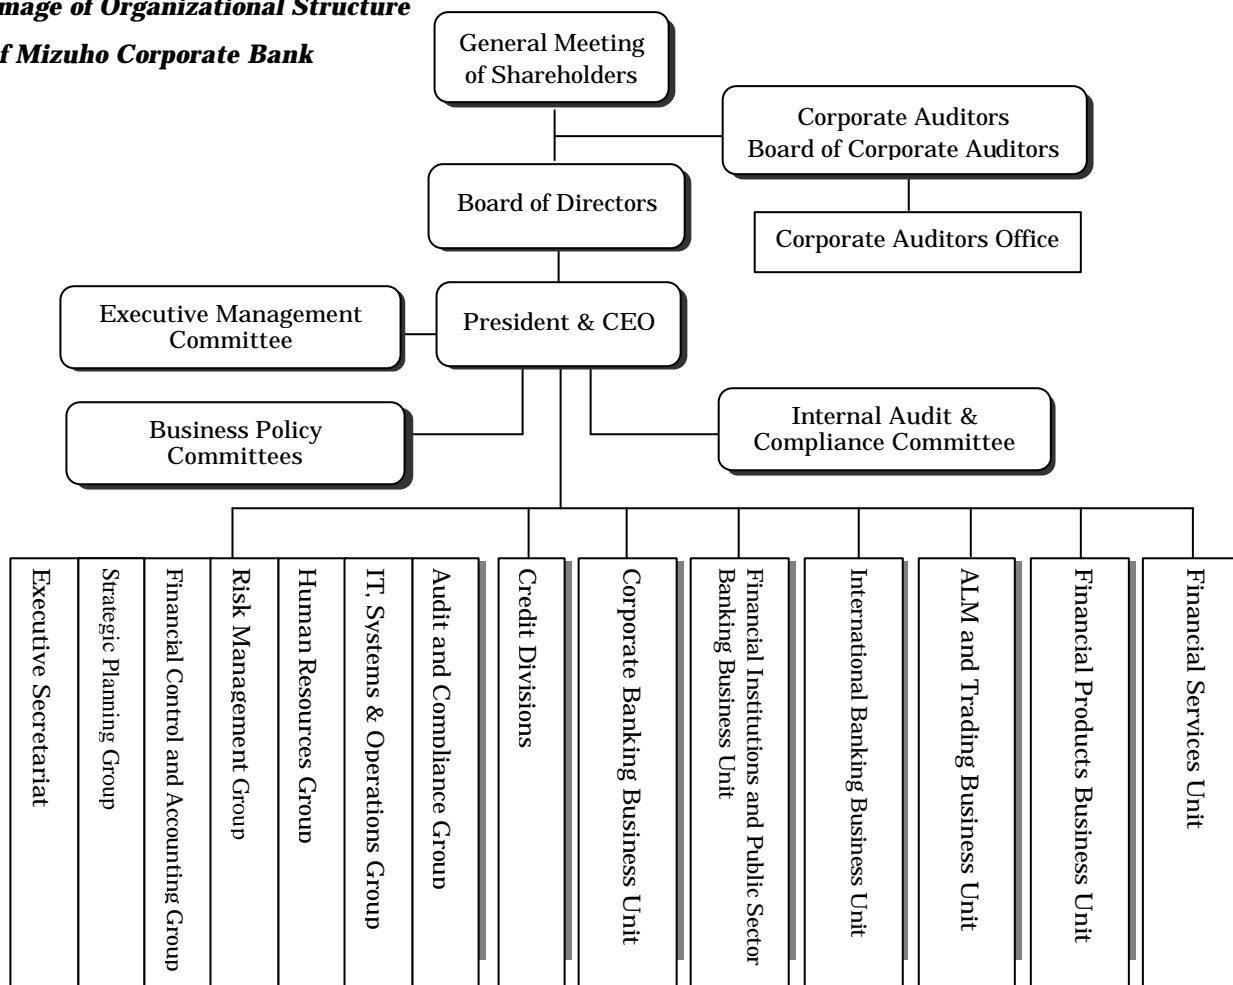 mage of Organizational Structure
f Mizuho Corporate Bank
General Meeting
of Shareholders
Corporate Auditors
Board of Corporate Auditors
Board of Directors
Corporate Auditors Office
Executive Management
Committee
President & CEO
Business Policy
Committees
Internal Audit &
Compliance Committee
Executive Secretariat
Strategic Planning Group
Financial Control and Accounting Group
Risk Management Group
Human Resources Group
IT, Systems & Operations Group
Audit and Compliance Group
Credit Divisions
Corporate Banking Business Unit
Financial Institutions and Public Sector
Banking Business Unit
International Banking Business Unit
ALM and Trading Business Unit
Financial Products Business Unit
Financial Services Unit